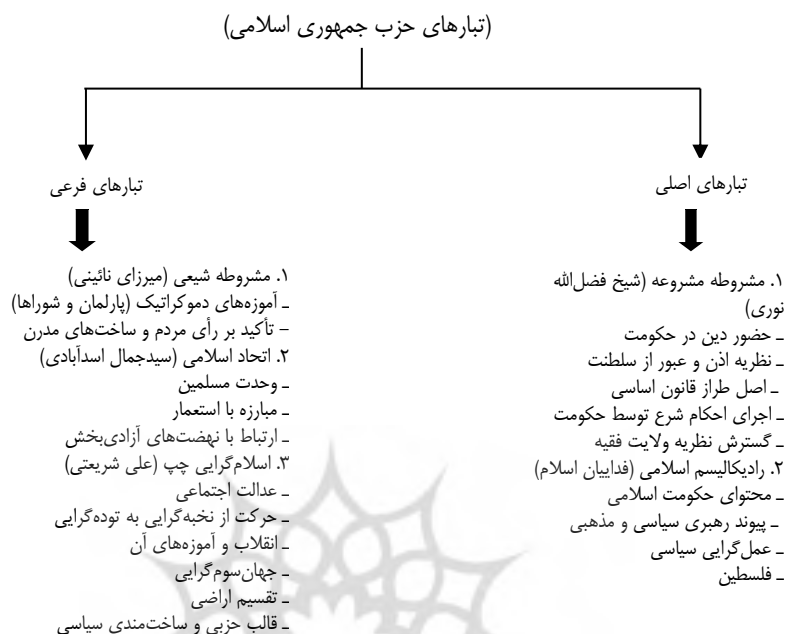 (تبارهای حزب جمهوری اسلامی)
تبارهای اصلی
۱. مشروطه مشروعه (شیخ فضل‌الله
نوری)
ـ حضور دین در حکومت
ـ نظریه اذن و عبور از سلطنت
ـ اصل طراز قانون اساسی
ـ اجرای احکام شرع توسط حکومت
ـ گسترش نظریه ولایت فقیه
۲. رادیکالیسم اسلامی (فداییان اسلام)
ـ محتوای حکومت اسلامی
ـ پیوند رهبری سیاسی و مذهبی
ـ عمل‌گرایی سیاسی
ـ فلسطین
تبارهای فرعی
۱. مشروطه شیعی (میرزای نائینی)
ـ آموزه‌های دموکراتیک (پارلمان و شوراها)
– تأکید بر رأی مردم و ساخت‌های مدرن
۲. اتحاد اسلامی (سیدجمال اسدآبادی)
ـ وحدت مسلمین
ـ مبارزه با استعمار
ـ ارتباط با نهضت‌های آزادی‌بخش
۳. اسلام‌گرایی چپ (علی شریعتی)
ـ عدالت اجتماعی
ـ حرکت از نخبه‌گرایی به توده‌گرایی
ـ انقلاب و آموزه‌های آن
ـ جهان‌سوم‌گرایی
ـ تقسیم اراضی
ـ قالب حزبی و ساخت‌مندی سیاسی